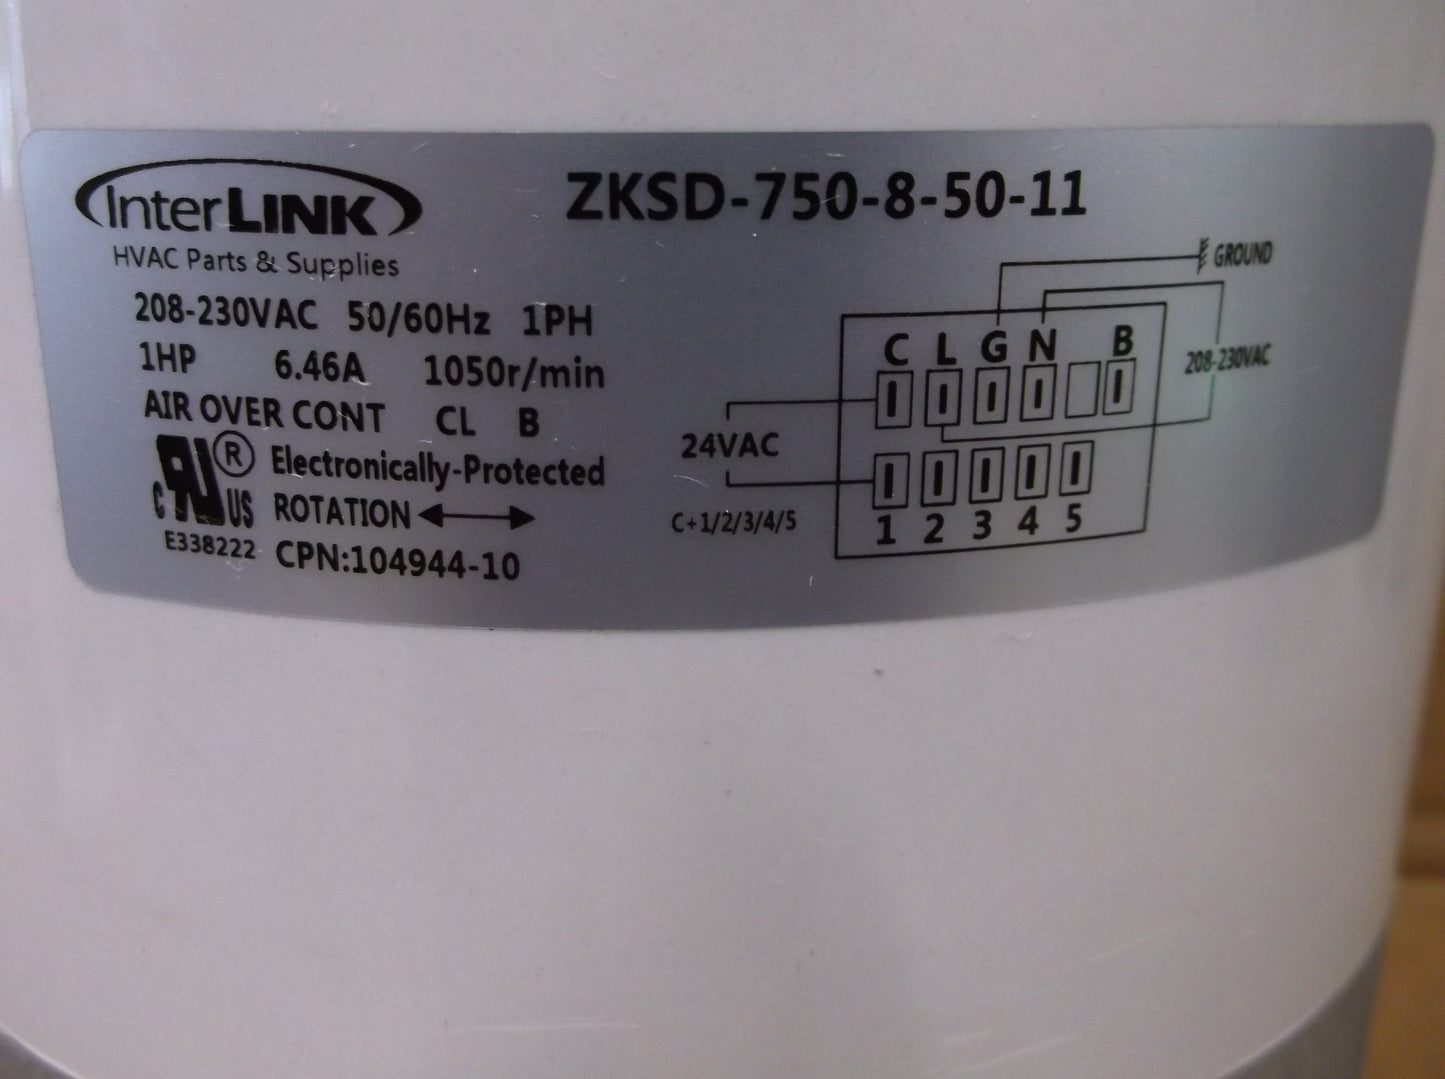 InterLINK
HVAC Parts & Supplies
ZKSD-750-8-50-11
208-230VAC 50/60Hz 1PH
1HP 6.46A 1050r/min
AIR OVER CONT CL B
R Electronically-Protected
C US ROTATION
E338222 CPN:104944-10
GROUND
C L G N B
208-230VAC
24VAC
C+1/2/3/4/5
1 2 3 4 5